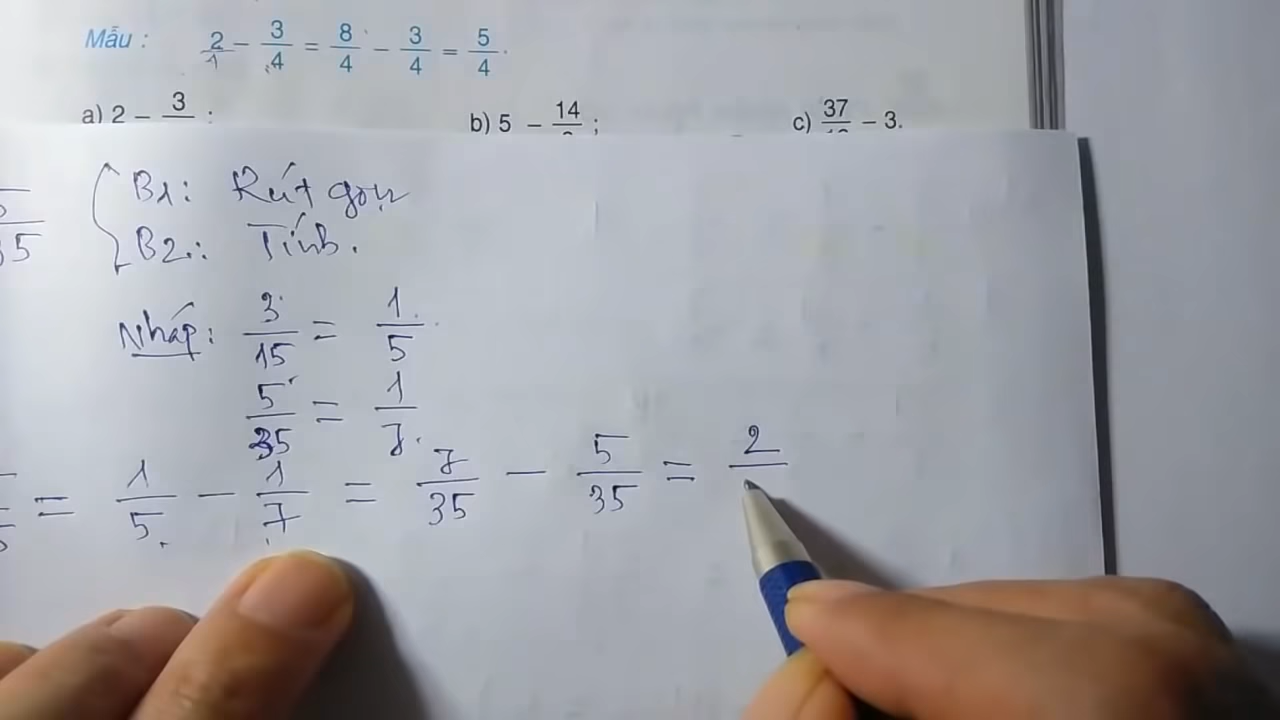 Mẫu : 2/1 - 3/4 = 8/4 - 3/4 = 5/4.
a) 2 - 3 ; b) 5 - 14 ; c) 37 - 3.
B1: Rút gọn
35 B2: Tính.
Nháp: 3/15 = 1/5
5/35 = 1/7
= 1/5 - 1/7 = 7/35 - 5/35 = 2